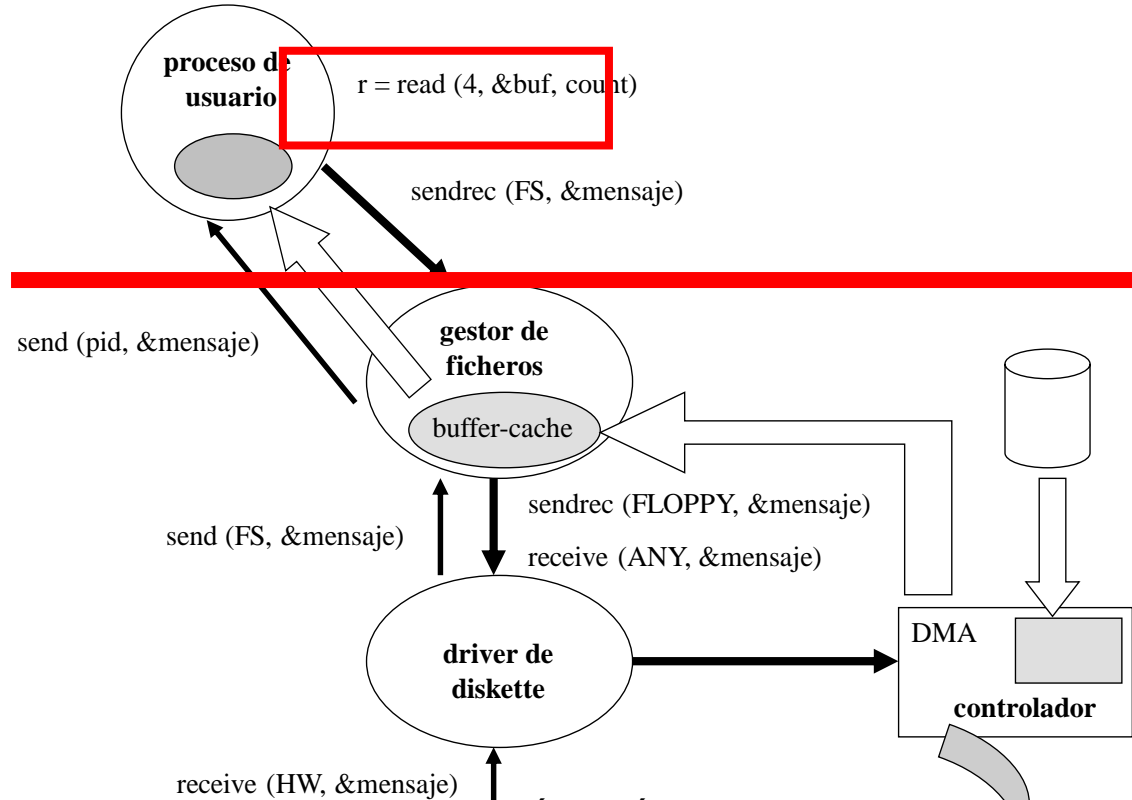 proceso de
usuario
r = read (4, &buf, count)
sendrec (FS, &mensaje)
send (pid, &mensaje)
gestor de
ficheros
buffer-cache
sendrec (FLOPPY, &mensaje)
send (FS, &mensaje)
receive (ANY, &mensaje)
DMA
driver de
diskette
controlador
receive (HW, &mensaje)